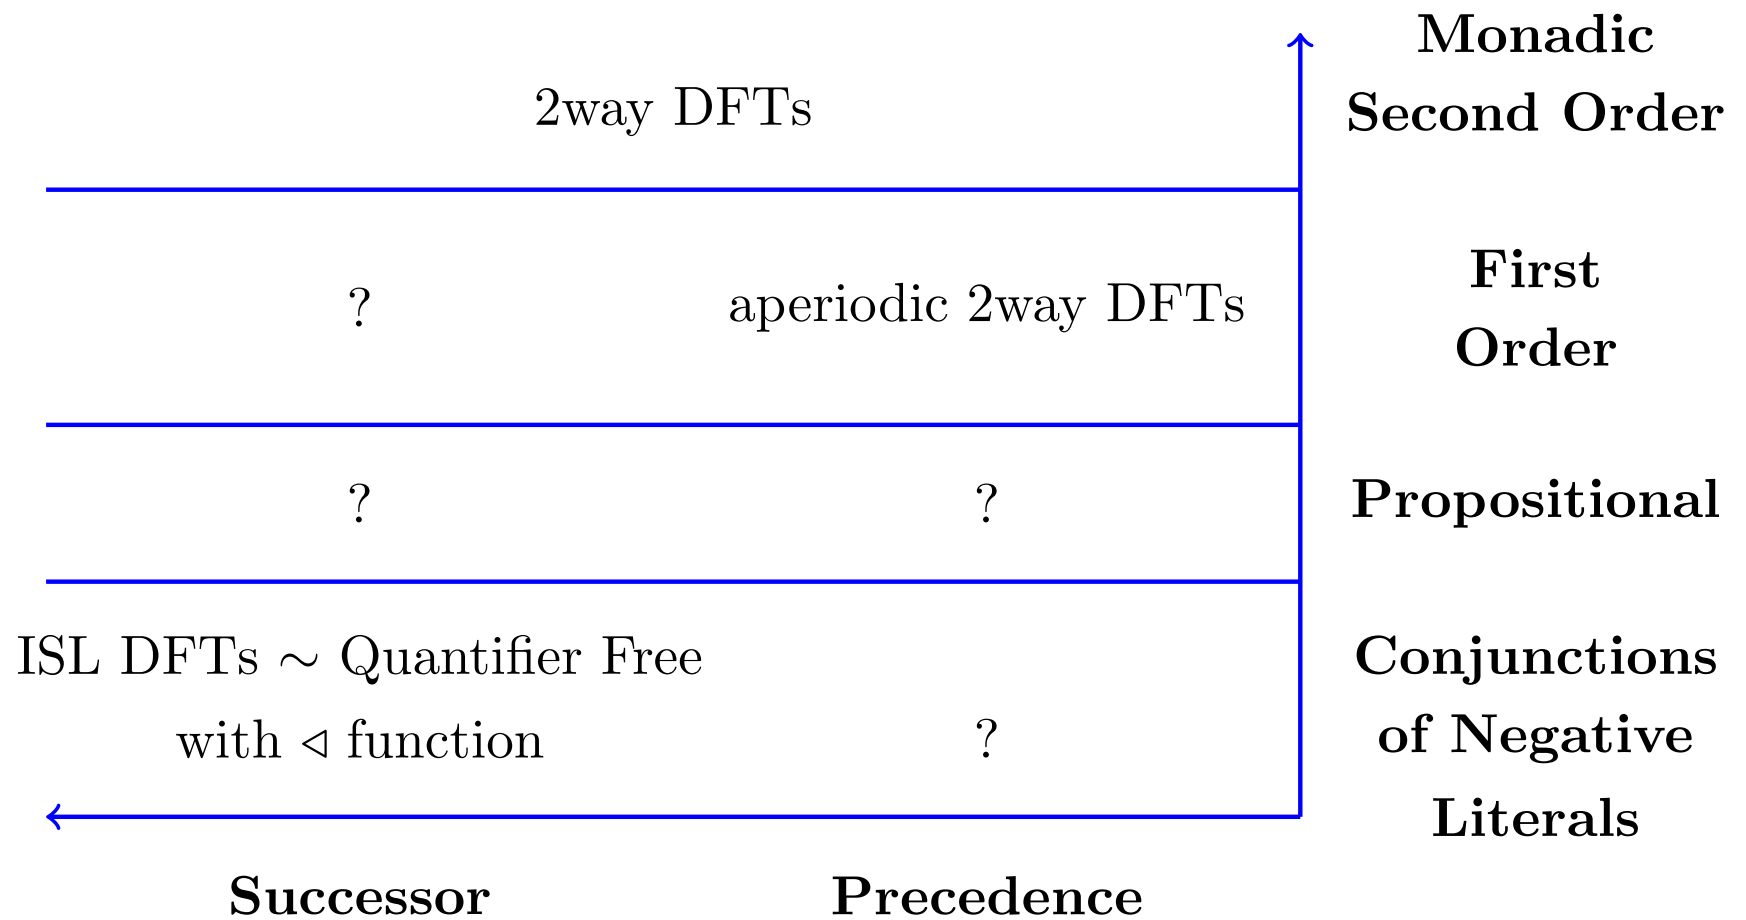 Monadic
Second Order
2way DFTs
First
Order
? aperiodic 2way DFTs
Propositional
? ?
ISL DFTs ∼ Quantifier Free
with ◃ function
?
Conjunctions
of Negative
Literals
Successor Precedence